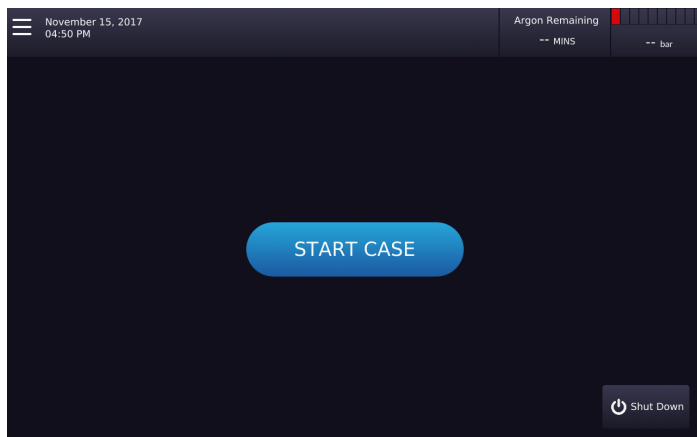 November 15, 2017
04:50 PM
Argon Remaining
-- MINS
-- bar
START CASE
Shut Down